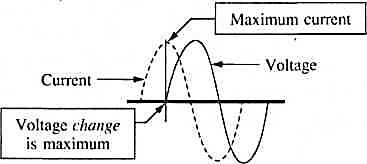 Maximum current
Current
Voltage
Voltage change
is maximum